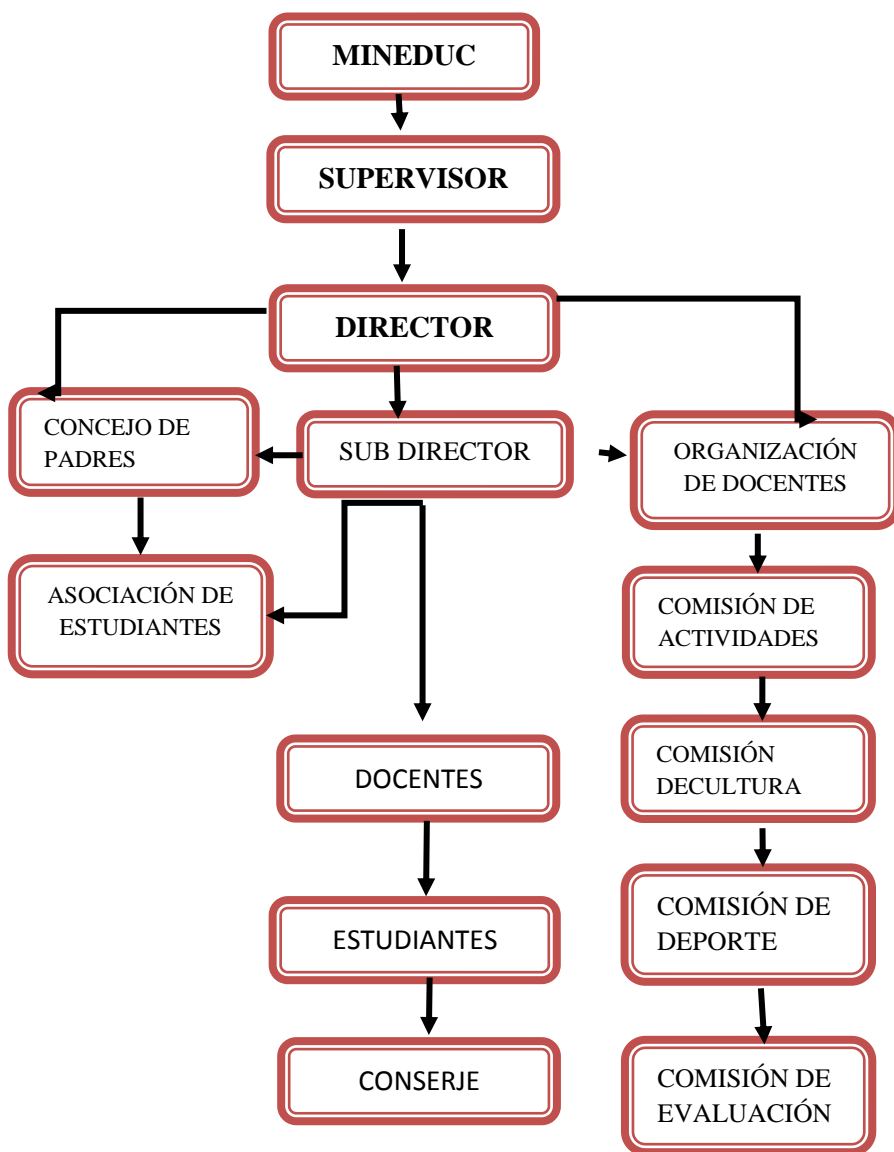 MINEDUC
SUPERVISOR
DIRECTOR
CONCEJO DE
PADRES
SUB DIRECTOR
ORGANIZACIÓN
DE DOCENTES
ASOCIACIÓN DE
ESTUDIANTES
COMISIÓN DE
ACTIVIDADES
DOCENTES
COMISIÓN
DECULTURA
ESTUDIANTES
COMISIÓN DE
DEPORTE
CONSERJE
COMISIÓN DE
EVALUACIÓN